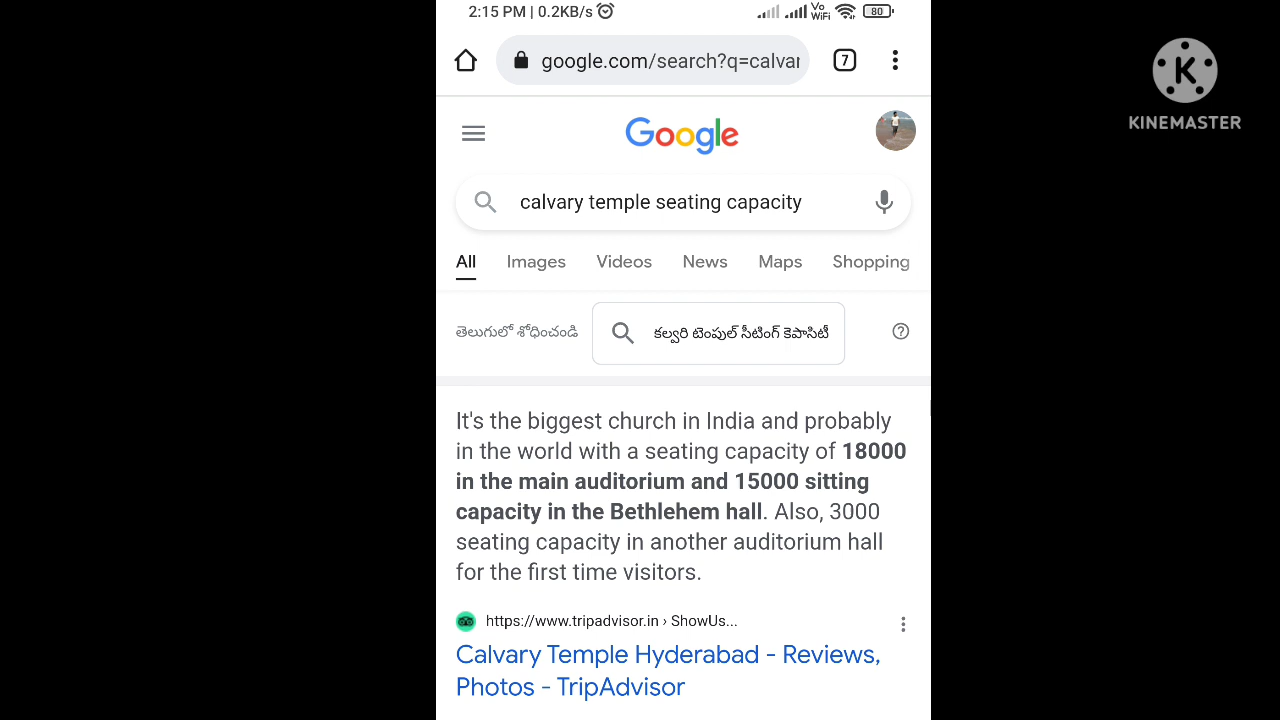 2:15 PM | 0.2KB/s
Vo
WiFi
80
google.com/search?q=calvar
7
K
KINEMASTER
Google
calvary temple seating capacity
All Images Videos News Maps Shopping
తెలుగులో శోధించండి
కల్వరి టెంపుల్ సీటింగ్ కెపాసిటీ
It's the biggest church in India and probably
in the world with a seating capacity of 18000
in the main auditorium and 15000 sitting
capacity in the Bethlehem hall. Also, 3000
seating capacity in another auditorium hall
for the first time visitors.
https://www.tripadvisor.in › ShowUs...
Calvary Temple Hyderabad - Reviews,
Photos - TripAdvisor